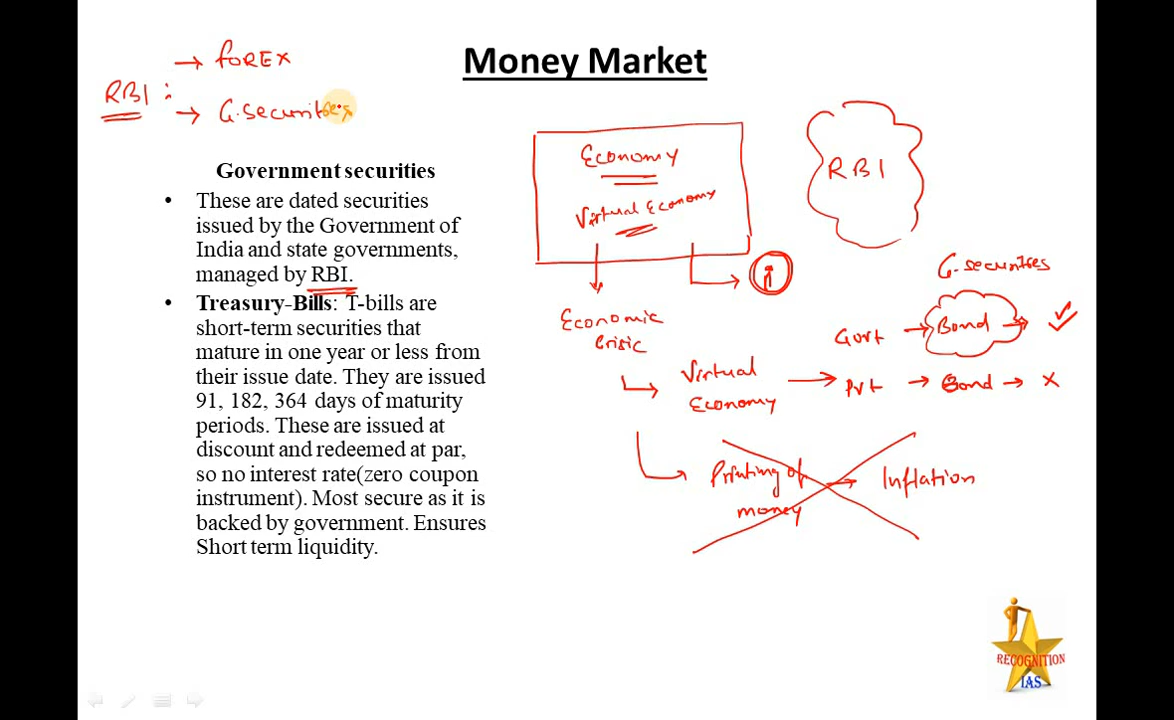 Money Market
→ FOREX
RBI :
→ G.securities
Government securities
• These are dated securities
issued by the Government of
India and state governments,
managed by RBI.
• Treasury-Bills: T-bills are
short-term securities that
mature in one year or less from
their issue date. They are issued
91, 182, 364 days of maturity
periods. These are issued at
discount and redeemed at par,
so no interest rate(zero coupon
instrument). Most secure as it is
backed by government. Ensures
Short term liquidity.
Economy
Virtual Economy
RBI
G-securities
Economic
Crisic
Govt → Bond →
Virtual
Economy
→ Pvt → Bond → X
Printing of
money
→ Inflation
RECOGNITION
IAS